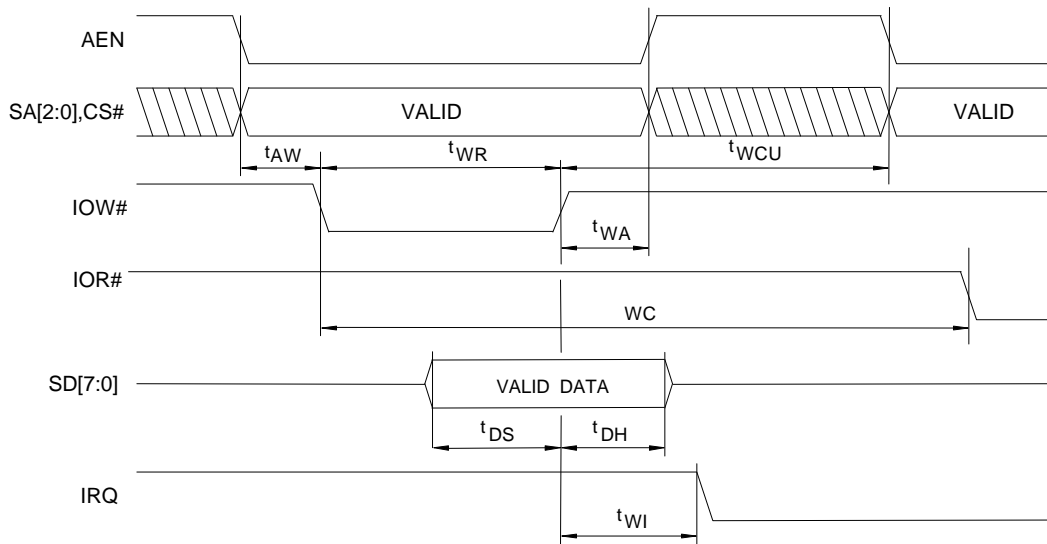 AEN
SA[2:0],CS#
VALID
VALID
tAW
tWR
tWCU
IOW#
tWA
IOR#
WC
SD[7:0]
VALID DATA
tDS
tDH
IRQ
tWI